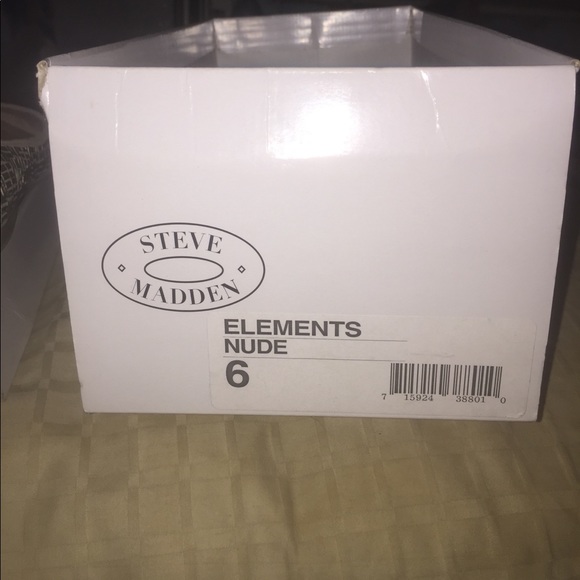 STEVE
MADDEN
ELEMENTS
NUDE
6
7 15924 38801 0